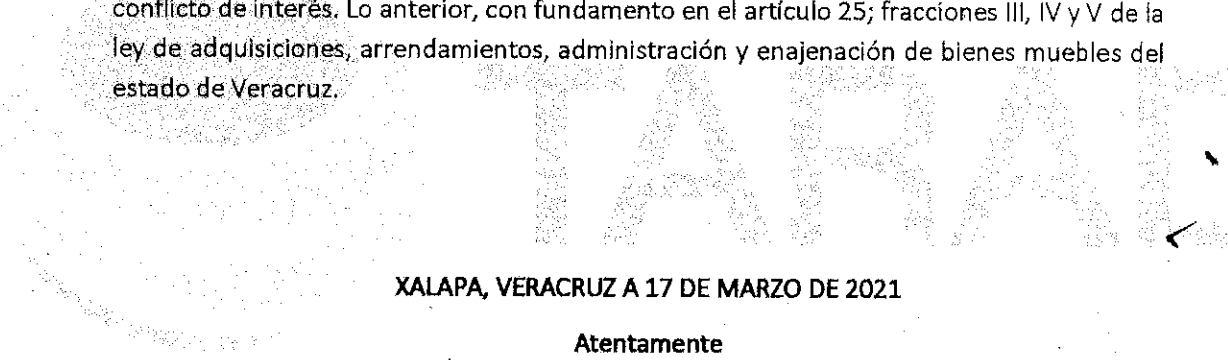 conflicto de interés. Lo anterior, con fundamento en el artículo 25; fracciones III, IV y V de la
ley de adquisiciones, arrendamientos, administración y enajenación de bienes muebles del
estado de Veracruz.
TARAD
XALAPA, VERACRUZ A 17 DE MARZO DE 2021
Atentamente